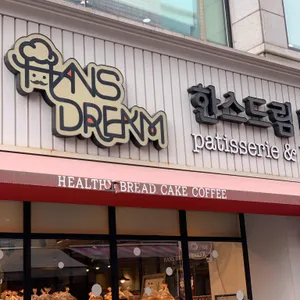 HANS
DREAM
한스드림
patisserie &
HEALTHY BREAD CAKE COFFEE